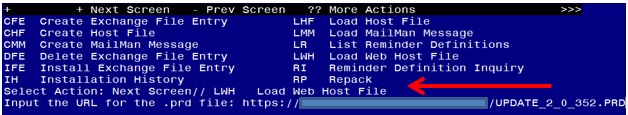 + + Next Screen - Prev Screen ?? More Actions >>>
CFE Create Exchange File Entry LHF Load Host File
CHF Create Host File LMM Load MailMan Message
CMM Create MailMan Message LR List Reminder Definitions
DFE Delete Exchange File Entry LWH Load Web Host File
IFE Install Exchange File Entry RI Reminder Definition Inquiry
IH Installation History RP Repack
Select Action: Next Screen// LWH Load Web Host File
Input the URL for the .prd file: https:// /UPDATE_2_0_352.PRD